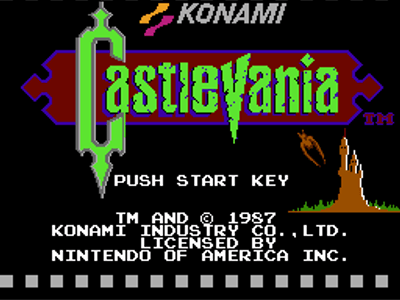 KONAMI
Castlevania
TM
PUSH START KEY
TM AND © 1987
KONAMI INDUSTRY CO.,LTD.
LICENSED BY
NINTENDO OF AMERICA INC.